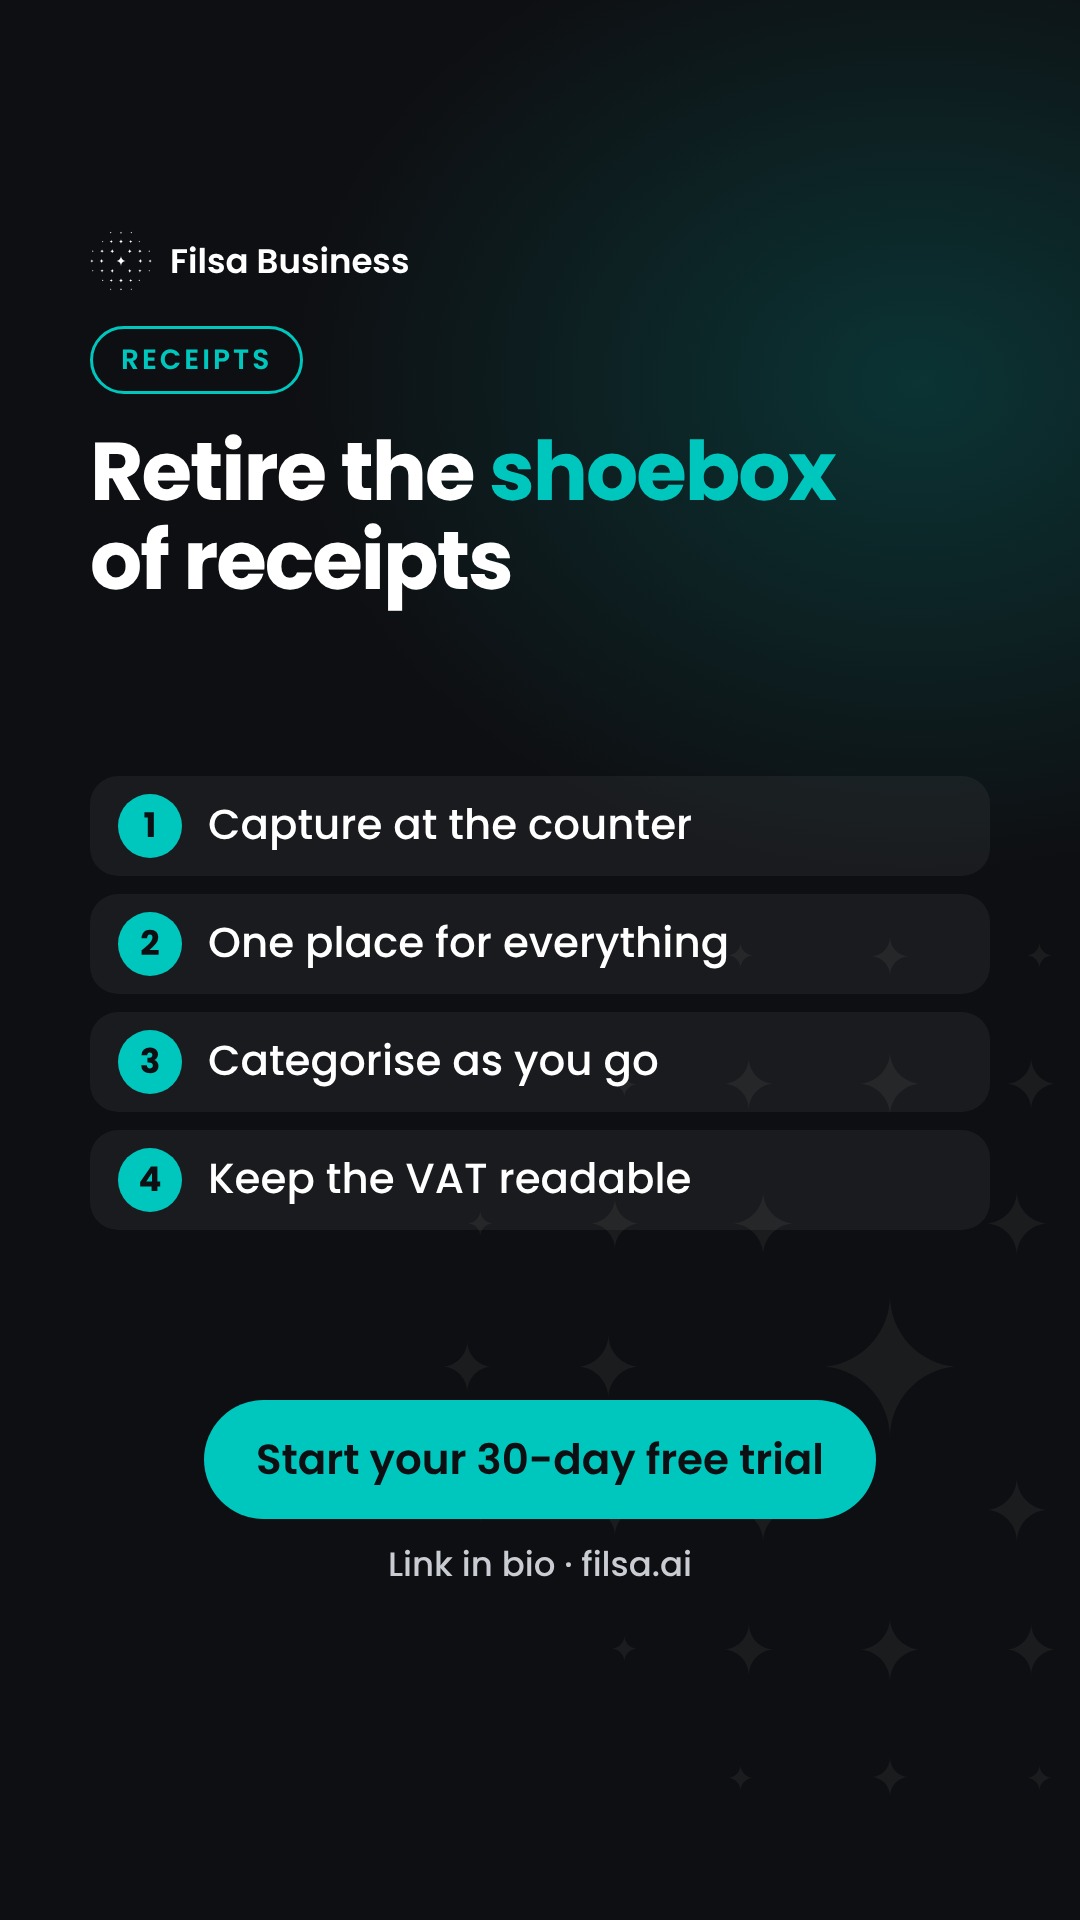 Filsa Business
RECEIPTS
Retire the shoebox
of receipts
1 Capture at the counter
2 One place for everything
3 Categorise as you go
4 Keep the VAT readable
Start your 30-day free trial
Link in bio · filsa.ai